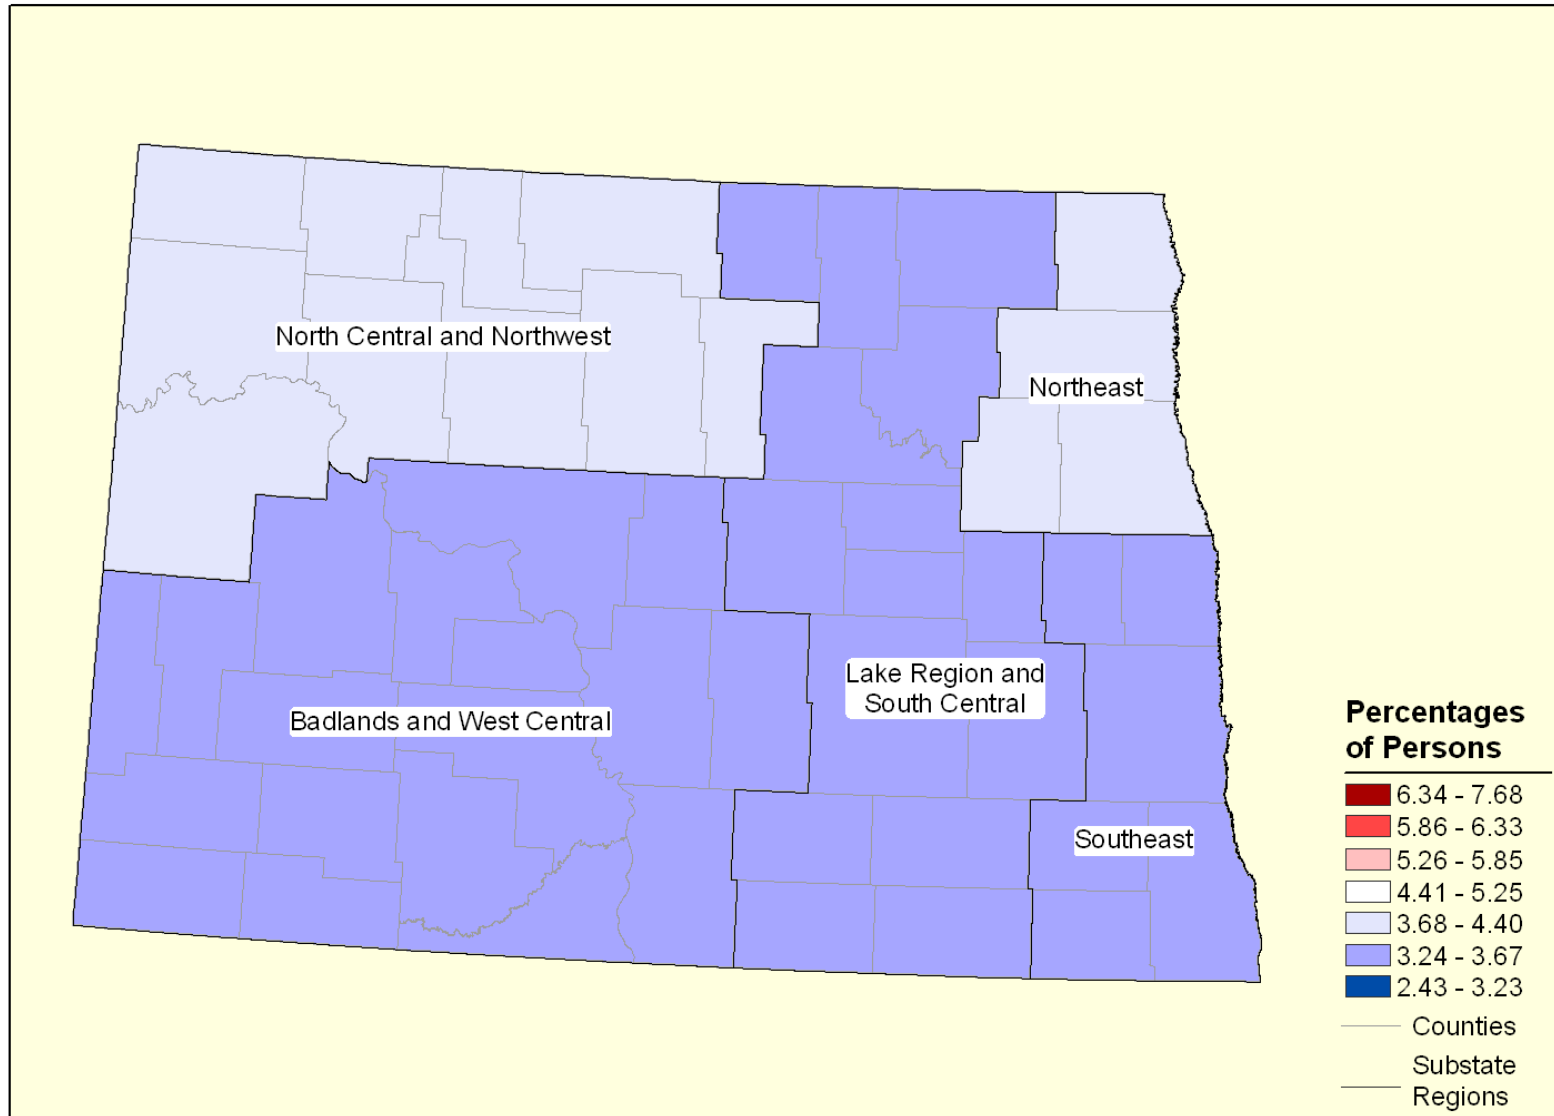 North Central and Northwest
Northeast
Lake Region and
South Central
Badlands and West Central
Southeast
Percentages
of Persons
6.34 - 7.68
5.86 - 6.33
5.26 - 5.85
4.41 - 5.25
3.68 - 4.40
3.24 - 3.67
2.43 - 3.23
Counties
Substate
Regions